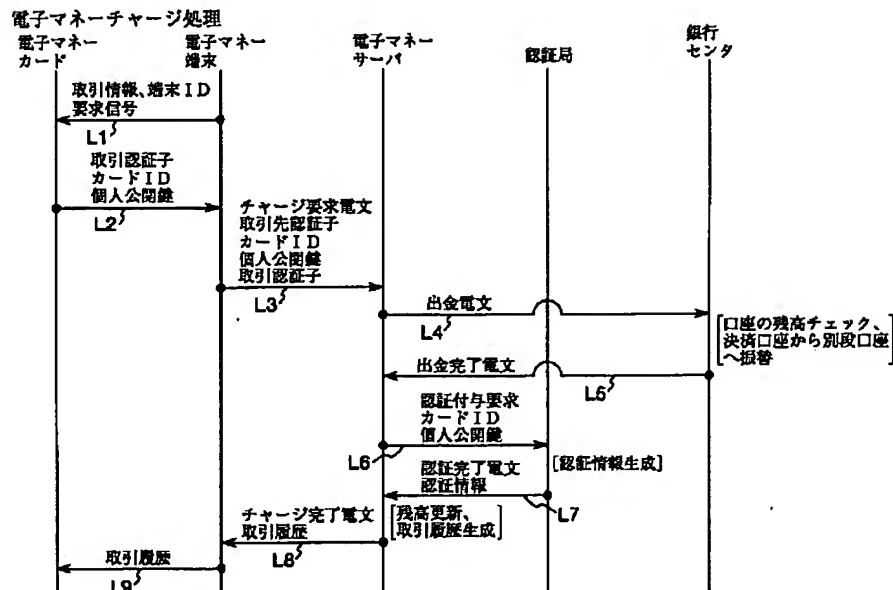 電子マネーチャージ処理
電子マネー
カード
電子マネー
端末
電子マネー
サーバ
認証局
銀行
センタ
取引情報、端末ID
要求信号
L1
取引認証子
カードID
個人公開鍵
L2
チャージ要求電文
取引先認証子
カードID
個人公開鍵
取引認証子
L3
出金電文
L4
[口座の残高チェック、
決済口座から別段口座
へ振替]
出金完了電文
L5
認証付与要求
カードID
個人公開鍵
L6
[認証情報生成]
認証完了電文
認証情報
L7
チャージ完了電文
取引履歴
L8
[残高更新、
取引履歴生成]
取引履歴
L9